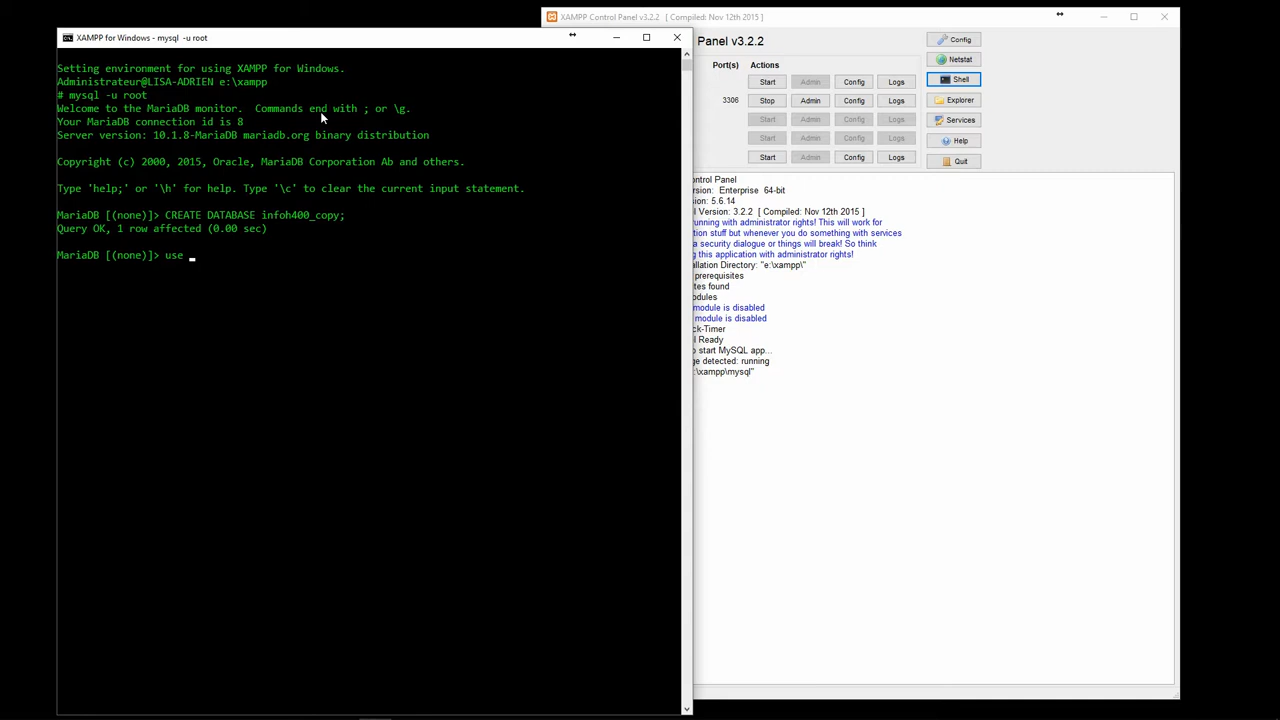 XAMPP Control Panel v3.2.2 [ Compiled: Nov 12th 2015 ]
XAMPP for Windows - mysql -u root
Setting environment for using XAMPP for Windows.
Administrateur@LISA-ADRIEN e:\xampp
# mysql -u root
Welcome to the MariaDB monitor.  Commands end with ; or \g.
Your MariaDB connection id is 8
Server version: 10.1.8-MariaDB mariadb.org binary distribution
Copyright (c) 2000, 2015, Oracle, MariaDB Corporation Ab and others.
Type 'help;' or '\h' for help. Type '\c' to clear the current input statement.
MariaDB [(none)]> CREATE DATABASE infoh400_copy;
Query OK, 1 row affected (0.00 sec)
MariaDB [(none)]> use _
Panel v3.2.2
Port(s) Actions
Start Admin Config Logs
3306 Stop Admin Config Logs
Start Admin Config Logs
Start Admin Config Logs
Start Config Logs
Config
Netstat
Shell
Explorer
Services
Help
Quit
ontrol Panel
ersion: Enterprise 64-bit
sion: 5.6.14
l Version: 3.2.2 [ Compiled: Nov 12th 2015 ]
running with administrator rights! This will work for
tion stuff but whenever you do something with services
a security dialogue or things will break! So think
g this application with administrator rights!
allation Directory: "e:\xampp\"
prerequisites
tes found
odules
module is disabled
module is disabled
ck-Timer
l Ready
o start MySQL app...
ge detected: running
:\xampp\mysql"